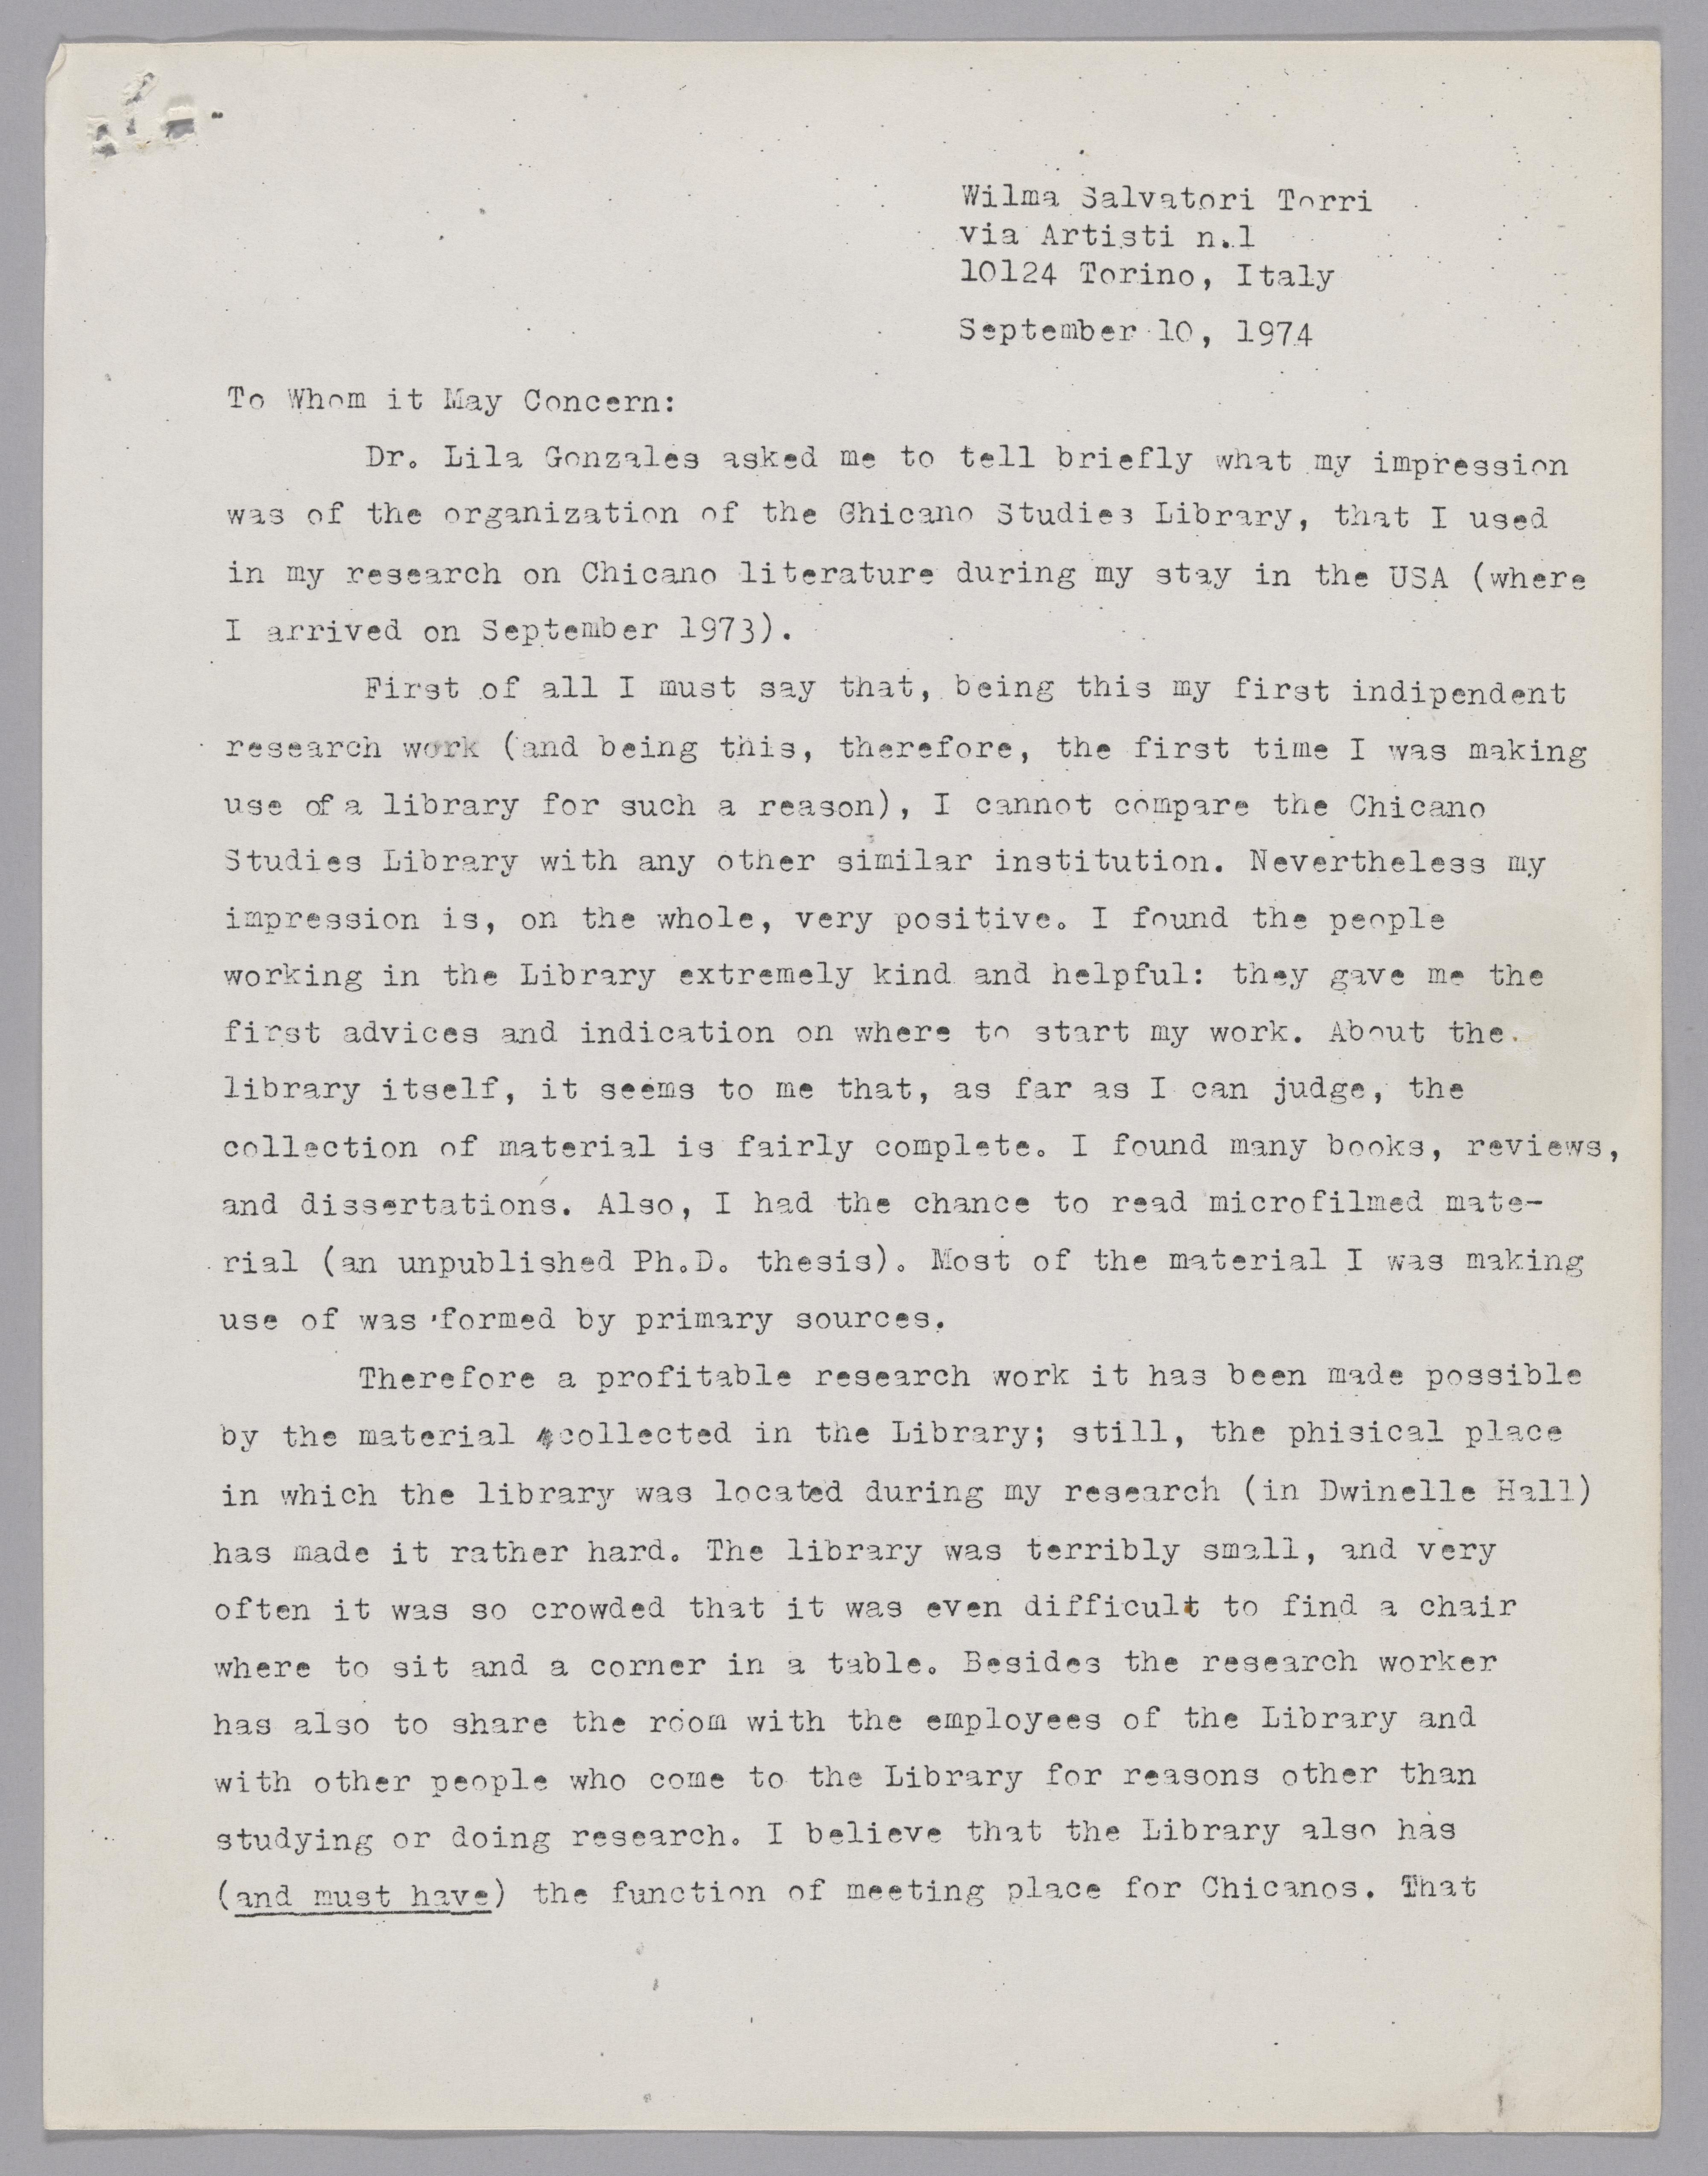 Wilma Salvatori Torri
via Artisti n.1
10124 Torino, Italy
September 10, 1974
To Whom it May Concern:
Dr. Lila Gonzales asked me to tell briefly what my impression
was of the organization of the Chicano Studies Library, that I used
in my research on Chicano literature during my stay in the USA (where
I arrived on September 1973).
First of all I must say that, being this my first indipendent
research work (and being this, therefore, the first time I was making
use of a library for such a reason), I cannot compare the Chicano
Studies Library with any other similar institution. Nevertheless my
impression is, on the whole, very positive. I found the people
working in the Library extremely kind and helpful: they gave me the
first advices and indication on where to start my work. About the
library itself, it seems to me that, as far as I can judge, the
collection of material is fairly complete. I found many books, reviews,
and dissertations. Also, I had the chance to read microfilmed mate-
rial (an unpublished Ph.D. thesis). Most of the material I was making
use of was formed by primary sources.
Therefore a profitable research work it has been made possible
by the material collected in the Library; still, the phisical place
in which the library was located during my research (in Dwinelle Hall)
has made it rather hard. The library was terribly small, and very
often it was so crowded that it was even difficult to find a chair
where to sit and a corner in a table. Besides the research worker
has also to share the room with the employees of the Library and
with other people who come to the Library for reasons other than
studying or doing research. I believe that the Library also has
(and must have) the function of meeting place for Chicanos. That